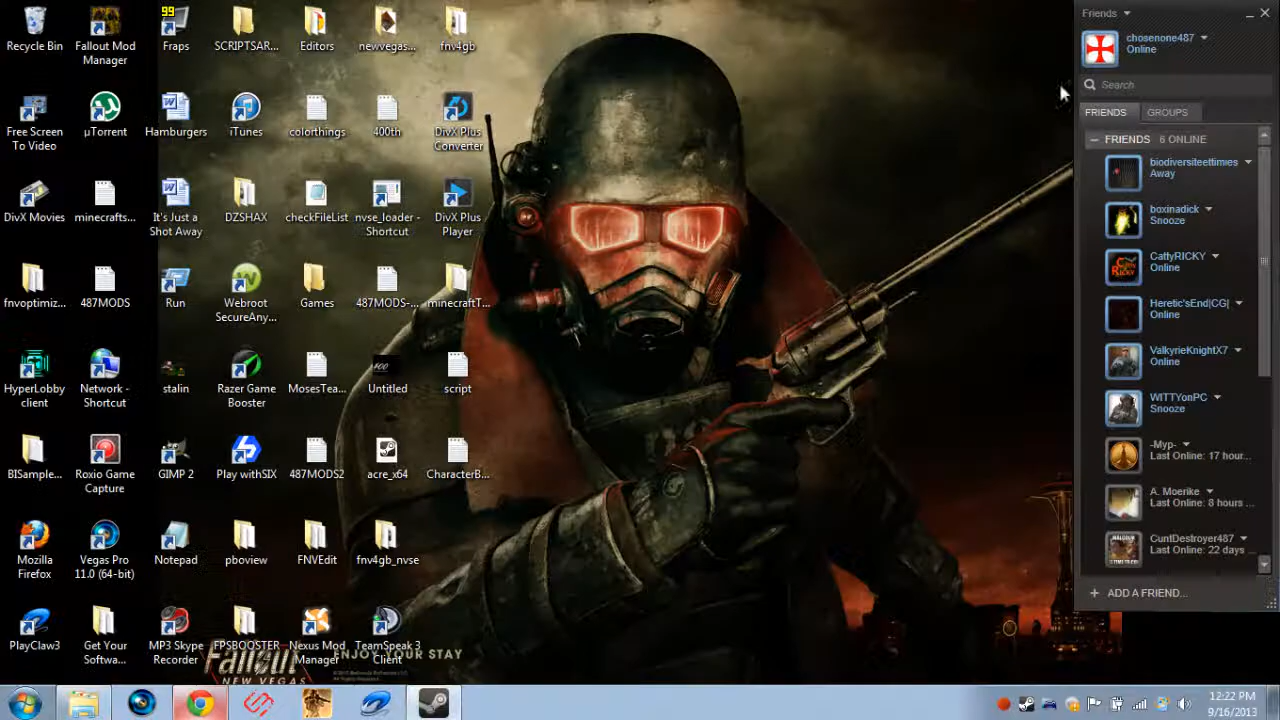 Recycle Bin
Fallout Mod
Manager
99
Fraps
SCRIPTSAR...
Editors
newvegas...
fnv4gb
Free Screen
To Video
µTorrent
Hamburgers
iTunes
colorthings
400th
DivX Plus
Converter
DivX Movies
minecrafts...
It's Just a
Shot Away
DZSHAX
checkFileList
nvse_loader -
Shortcut
DivX Plus
Player
fnvoptimiz...
487MODS
Run
Webroot
SecureAny...
Games
487MODS-...
minecraftT...
HyperLobby
client
Network -
Shortcut
stalin
Razer Game
Booster
MosesTea...
Untitled
script
BISample...
Roxio Game
Capture
GIMP 2
Play withSIX
487MODS2
acre_x64
CharacterB...
Mozilla
Firefox
Vegas Pro
11.0 (64-bit)
Notepad
pboview
FNVEdit
fnv4gb_nvse
PlayClaw3
Get Your
Softwa...
MP3 Skype
Recorder
FPSBOOSTER
Nexus Mod
Manager
TeamSpeak 3
Client
Fallout
NEW VEGAS
ENJOY YOUR STAY
Friends
chosenone487
Online
Search
FRIENDS
GROUPS
FRIENDS 6 ONLINE
biodiversiteettimies
Away
boxinadick
Snooze
CattyRICKY
Online
HereticsEnd|CG(
Online
ValkyrieKnightX7
Online
WITTYonPC
Snooze
-Myp-
Last Online: 17 hour...
A. Moerike
Last Online: 8 hours ...
CuntDestroyer487
Last Online: 22 days ...
+ ADD A FRIEND...
12:22 PM
9/16/2013